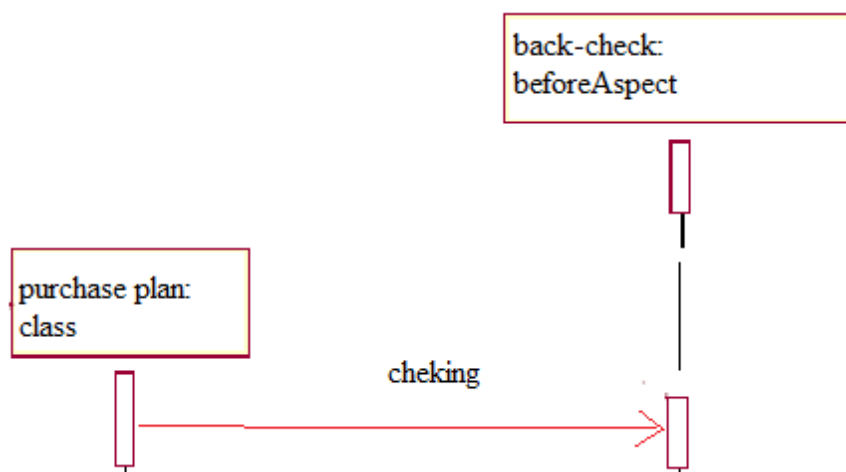 back-check:
beforeAspect
purchase plan:
class
cheking